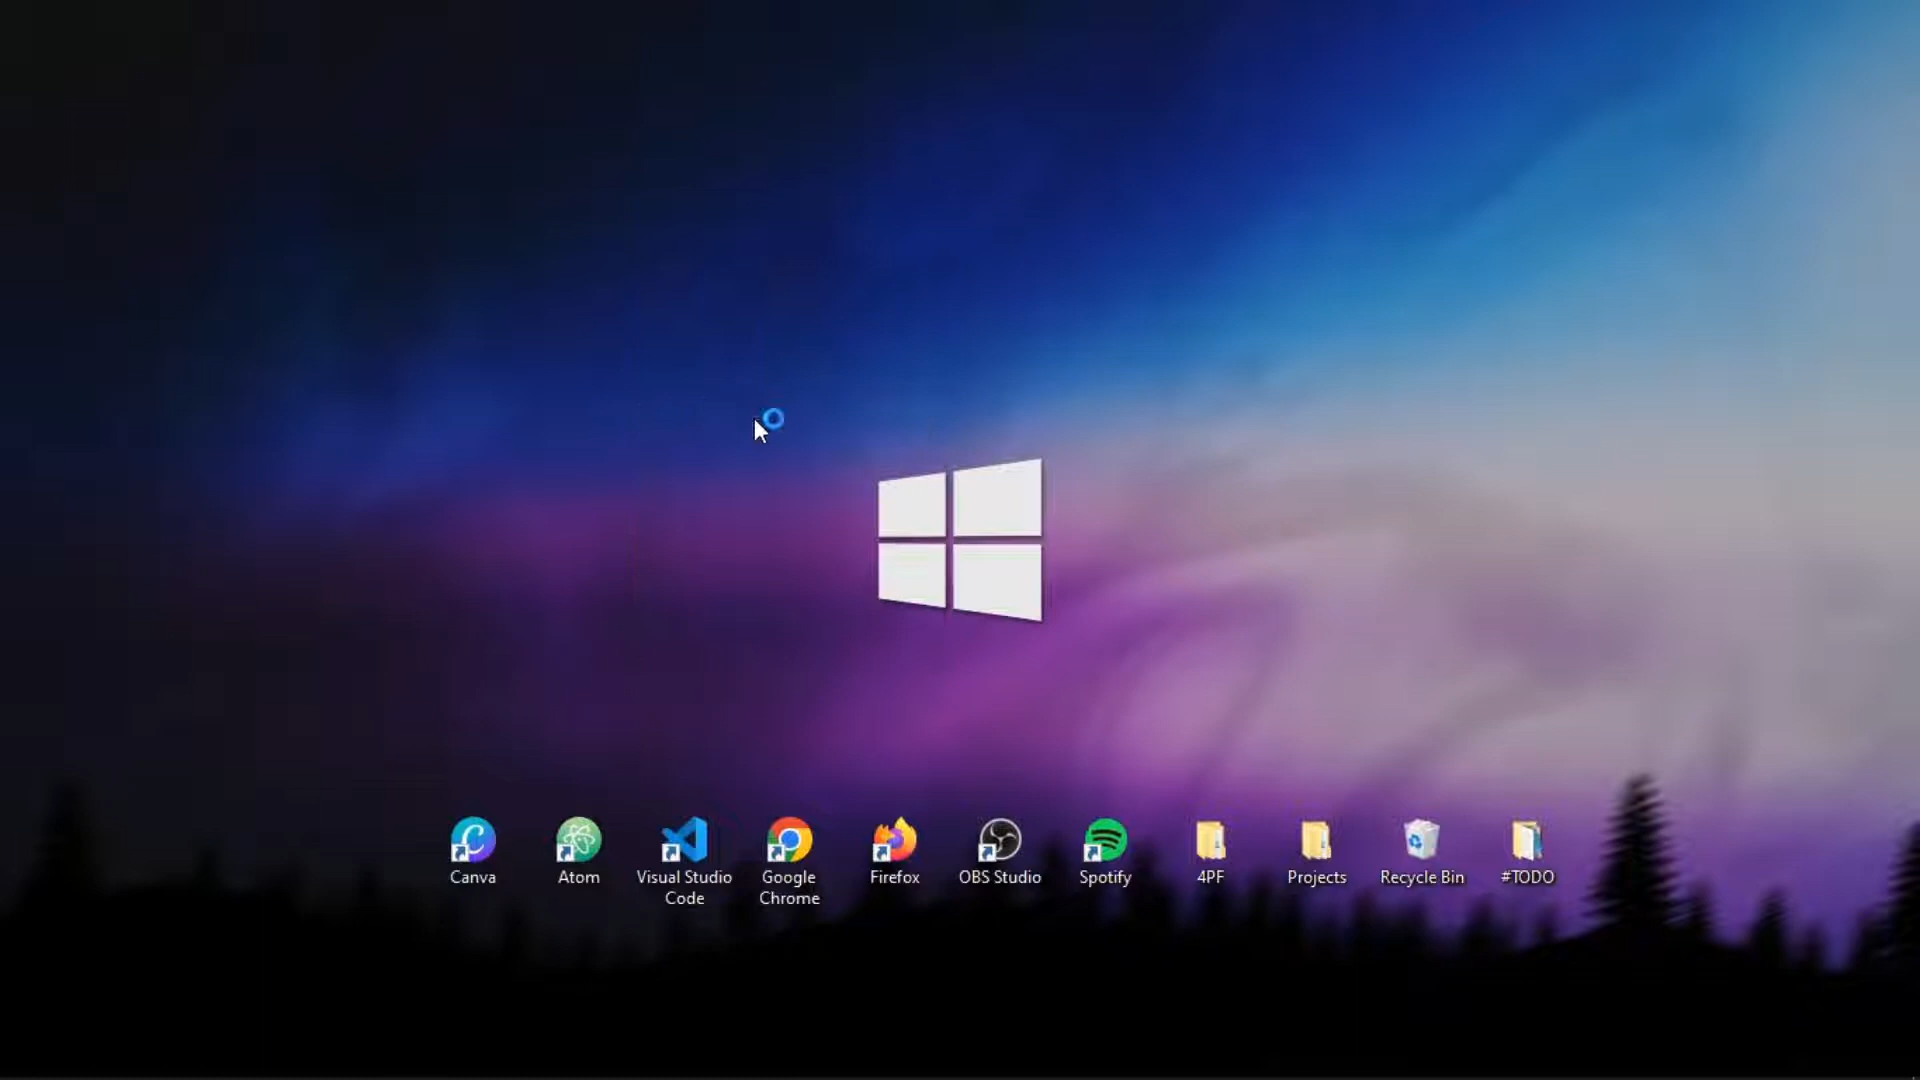 Canva
Atom
Visual Studio
Code
Google
Chrome
Firefox
OBS Studio
Spotify
4PF
Projects
Recycle Bin
#TODO